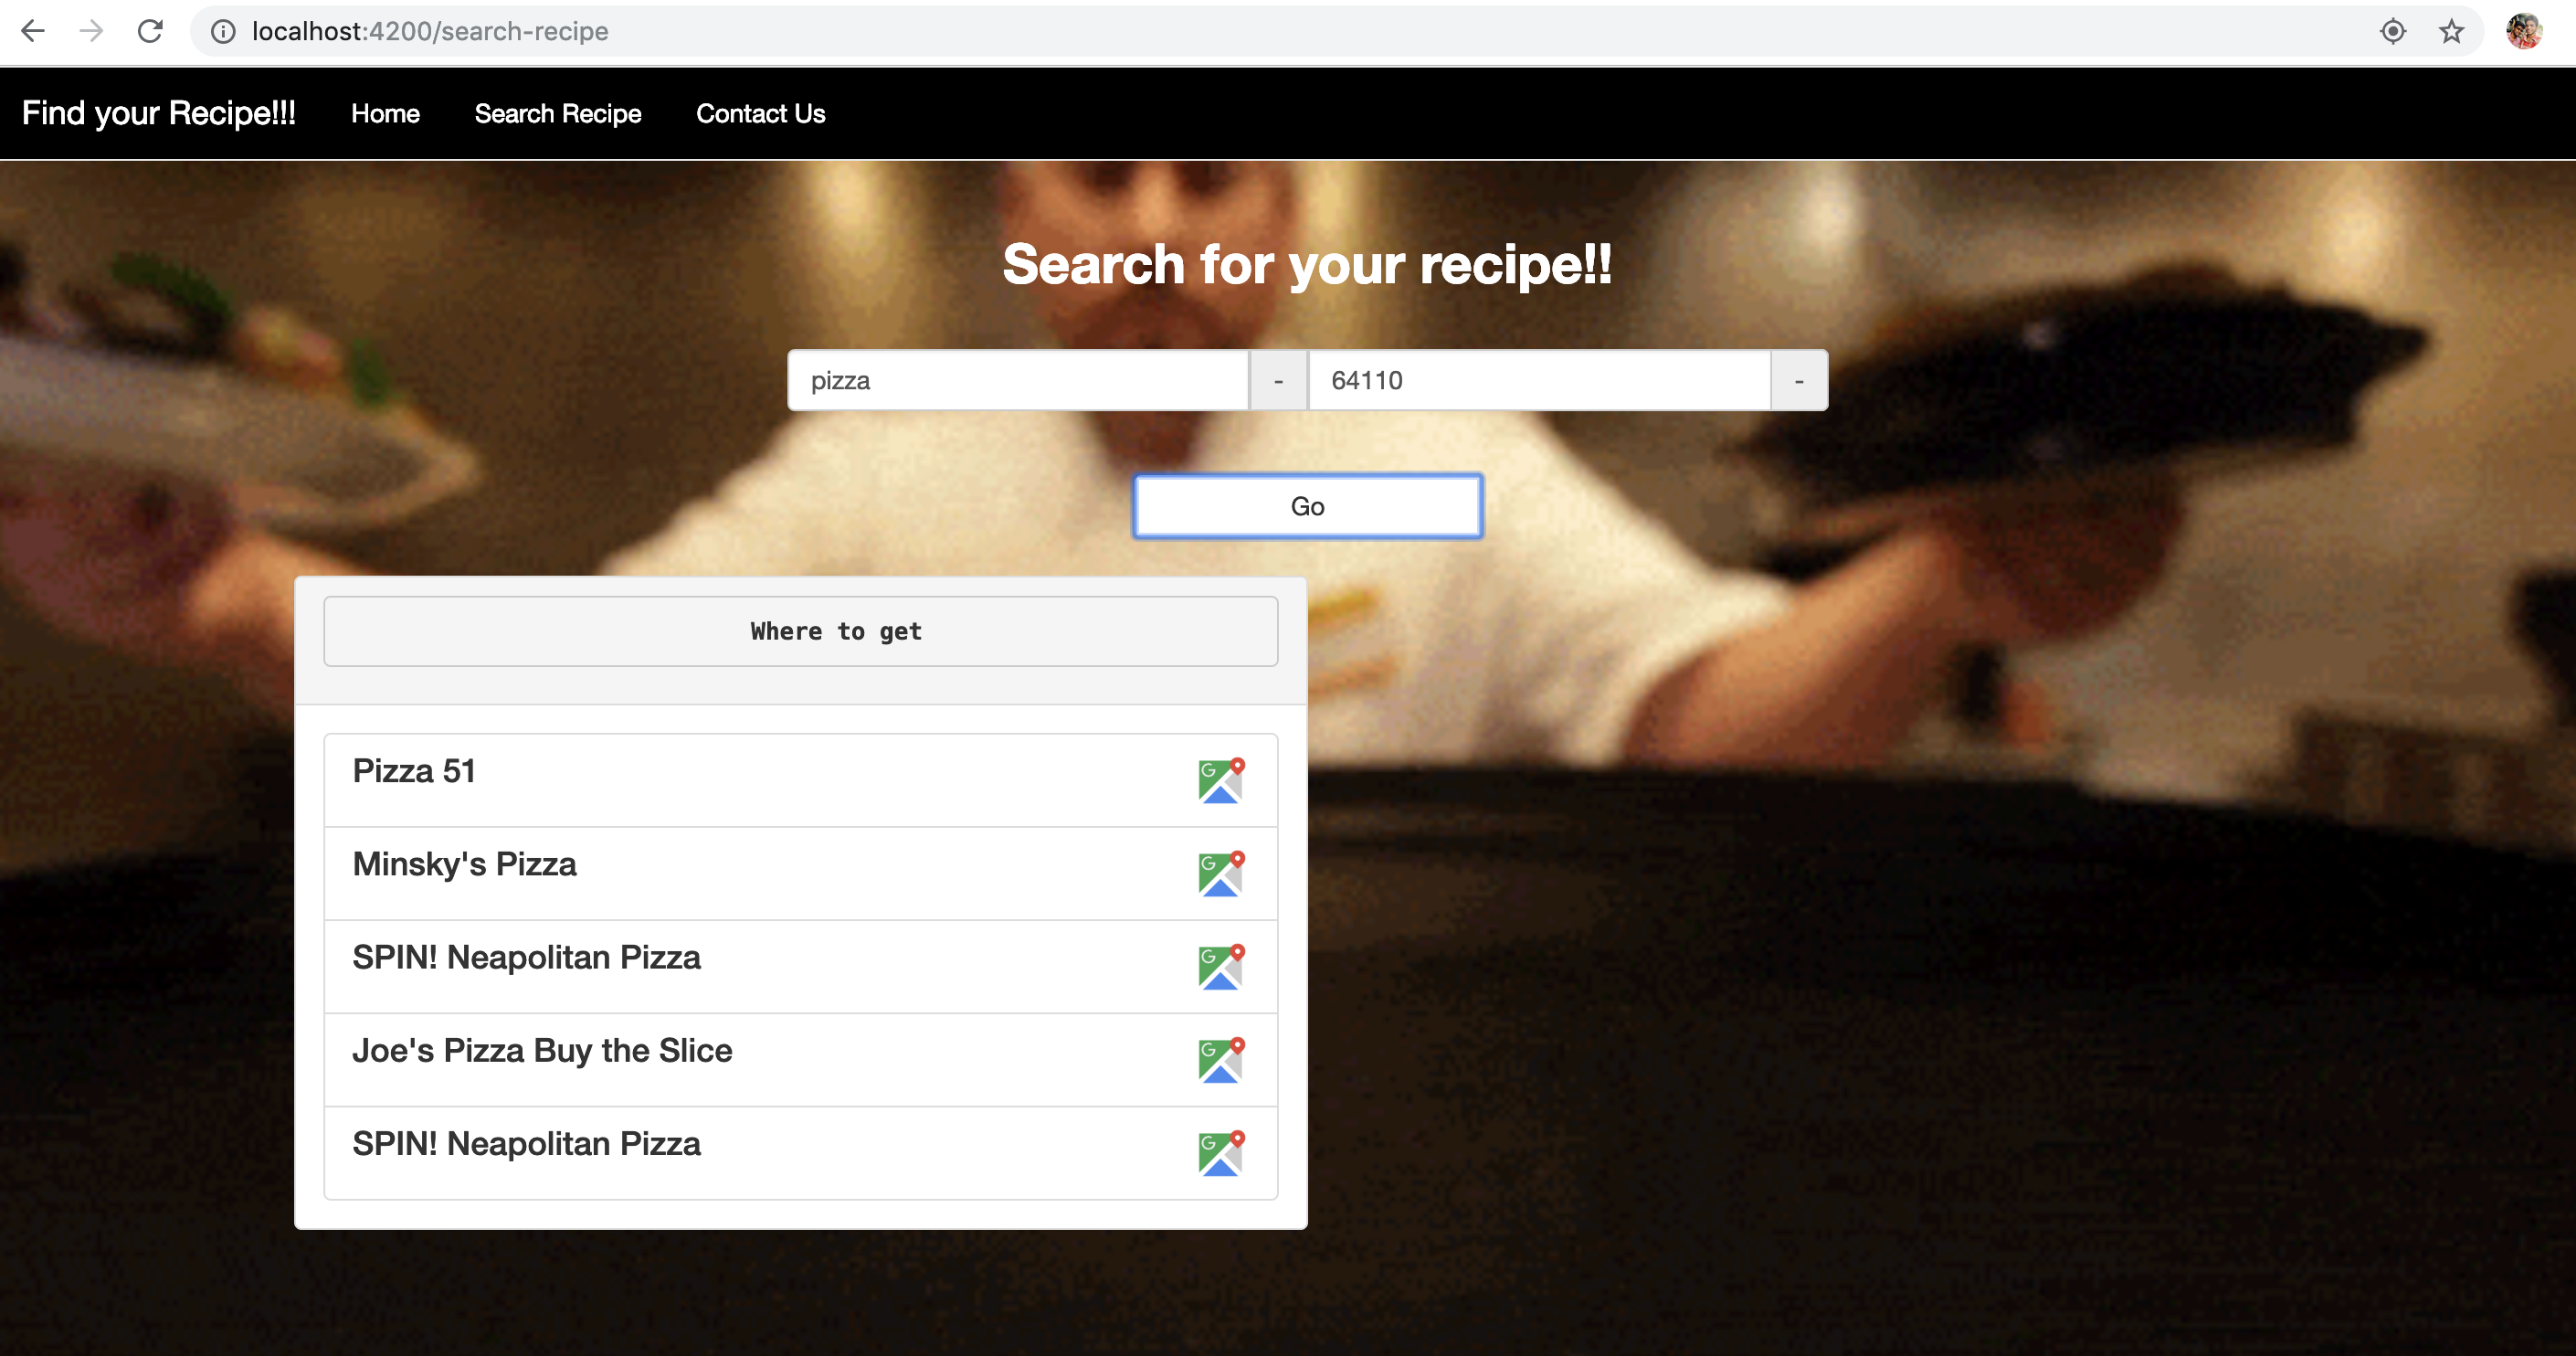 localhost:4200/search-recipe
Find your Recipe!!! Home Search Recipe Contact Us
Search for your recipe!!
pizza - 64110 -
Go
Where to get
Pizza 51
G
Minsky's Pizza
G
SPIN! Neapolitan Pizza
G
Joe's Pizza Buy the Slice
G
SPIN! Neapolitan Pizza
G